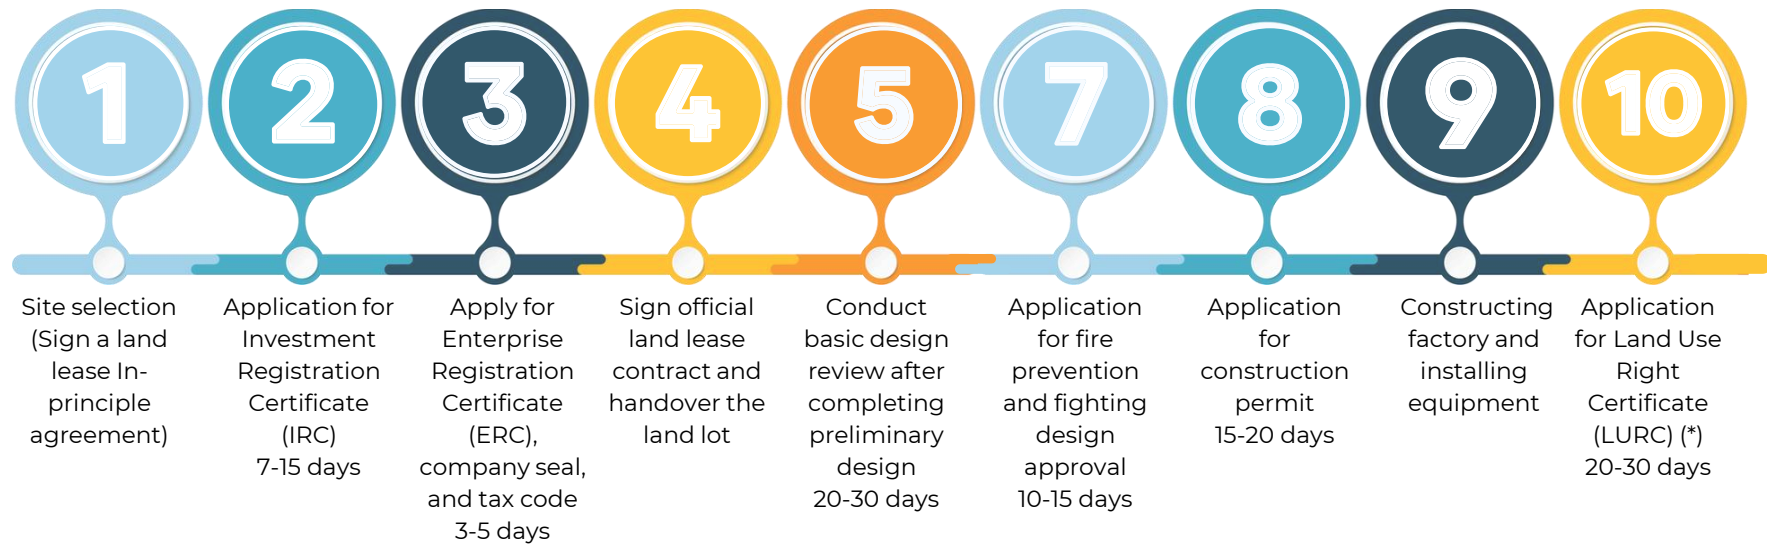 1
Site selection
(Sign a land
lease In-
principle
agreement)
2
Application for
Investment
Registration
Certificate
(IRC)
7-15 days
3
Apply for
Enterprise
Registration
Certificate
(ERC),
company seal,
and tax code
3-5 days
4
Sign official
land lease
contract and
handover the
land lot
5
Conduct
basic design
review after
completing
preliminary
design
20-30 days
7
Application
for fire
prevention
and fighting
design
approval
10-15 days
8
Application
for
construction
permit
15-20 days
9
Constructing
factory and
installing
equipment
10
Application
for Land Use
Right
Certificate
(LURC) (*)
20-30 days